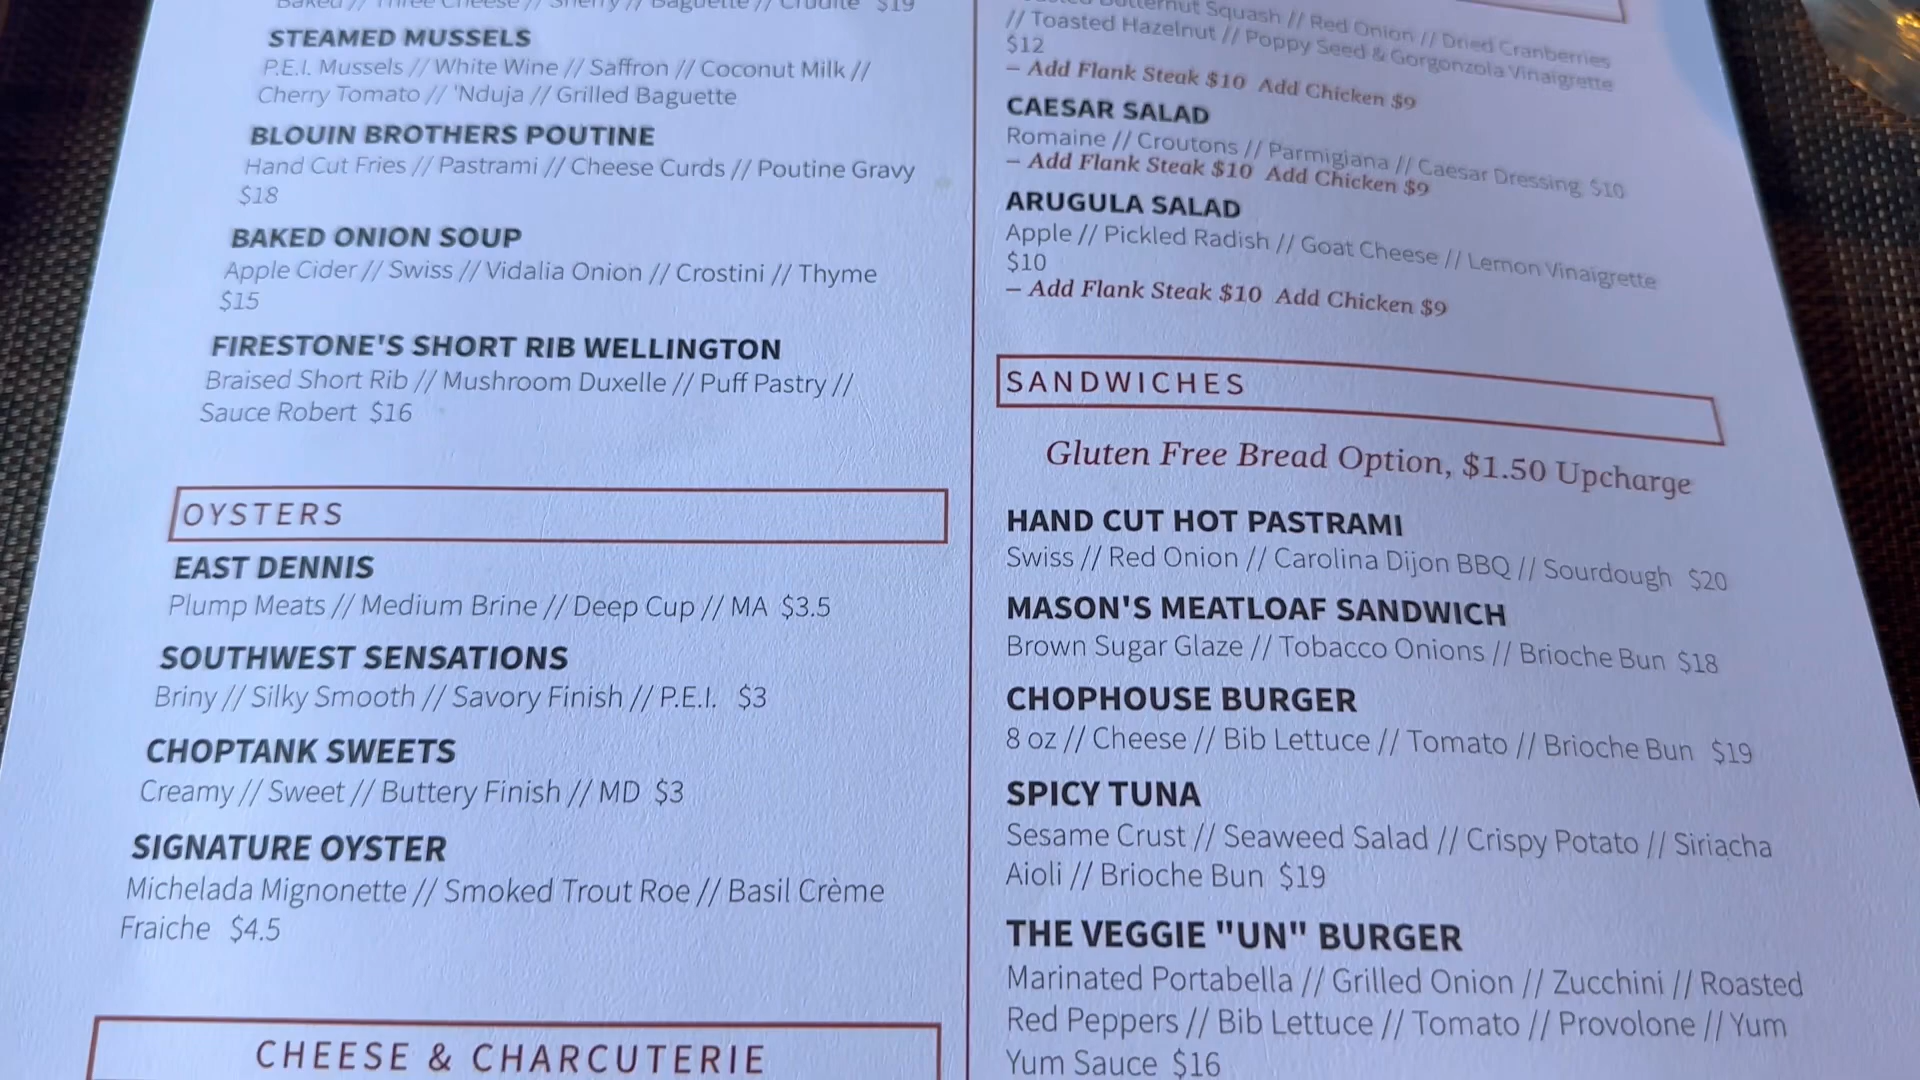 Baked // Three Cheese // Sherry // Baguette // Crudite $19
STEAMED MUSSELS
P.E.I. Mussels // White Wine // Saffron // Coconut Milk //
Cherry Tomato // 'Nduja // Grilled Baguette
BLOUIN BROTHERS POUTINE
Hand Cut Fries // Pastrami // Cheese Curds // Poutine Gravy
$18
BAKED ONION SOUP
Apple Cider // Swiss // Vidalia Onion // Crostini // Thyme
$15
FIRESTONE'S SHORT RIB WELLINGTON
Braised Short Rib // Mushroom Duxelle // Puff Pastry //
Sauce Robert $16
OYSTERS
EAST DENNIS
Plump Meats // Medium Brine // Deep Cup // MA $3.5
SOUTHWEST SENSATIONS
Briny // Silky Smooth // Savory Finish // P.E.I. $3
CHOPTANK SWEETS
Creamy // Sweet // Buttery Finish // MD $3
SIGNATURE OYSTER
Michelada Mignonette // Smoked Trout Roe // Basil Crème
Fraiche $4.5
CHEESE & CHARCUTERIE
Butternut Squash // Red Onion // Dried Cranberries
// Toasted Hazelnut // Poppy Seed & Gorgonzola Vinaigrette
$12
– Add Flank Steak $10 Add Chicken $9
CAESAR SALAD
Romaine // Croutons // Parmigiana // Caesar Dressing $10
– Add Flank Steak $10 Add Chicken $9
ARUGULA SALAD
Apple // Pickled Radish // Goat Cheese // Lemon Vinaigrette
$10
– Add Flank Steak $10 Add Chicken $9
SANDWICHES
Gluten Free Bread Option, $1.50 Upcharge
HAND CUT HOT PASTRAMI
Swiss // Red Onion // Carolina Dijon BBQ // Sourdough $20
MASON'S MEATLOAF SANDWICH
Brown Sugar Glaze // Tobacco Onions // Brioche Bun $18
CHOPHOUSE BURGER
8 oz // Cheese // Bib Lettuce // Tomato // Brioche Bun $19
SPICY TUNA
Sesame Crust // Seaweed Salad // Crispy Potato // Siriacha
Aioli // Brioche Bun $19
THE VEGGIE "UN" BURGER
Marinated Portabella // Grilled Onion // Zucchini // Roasted
Red Peppers // Bib Lettuce // Tomato // Provolone // Yum
Yum Sauce $16